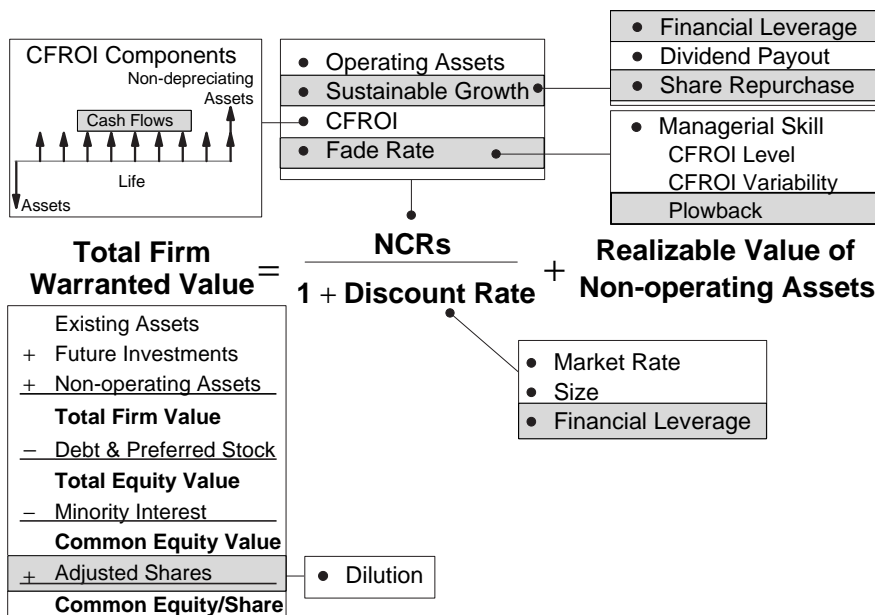 CFROI Components
Non-depreciating
Assets
Cash Flows
Life
Assets
• Operating Assets
• Sustainable Growth
• CFROI
• Fade Rate
• Financial Leverage
• Dividend Payout
• Share Repurchase
• Managerial Skill
CFROI Level
CFROI Variability
Plowback
Total Firm
Warranted Value
=
NCRs
1 + Discount Rate
+
Realizable Value of
Non-operating Assets
Existing Assets
+ Future Investments
+ Non-operating Assets
Total Firm Value
− Debt & Preferred Stock
Total Equity Value
− Minority Interest
Common Equity Value
+ Adjusted Shares
Common Equity/Share
• Dilution
• Market Rate
• Size
• Financial Leverage